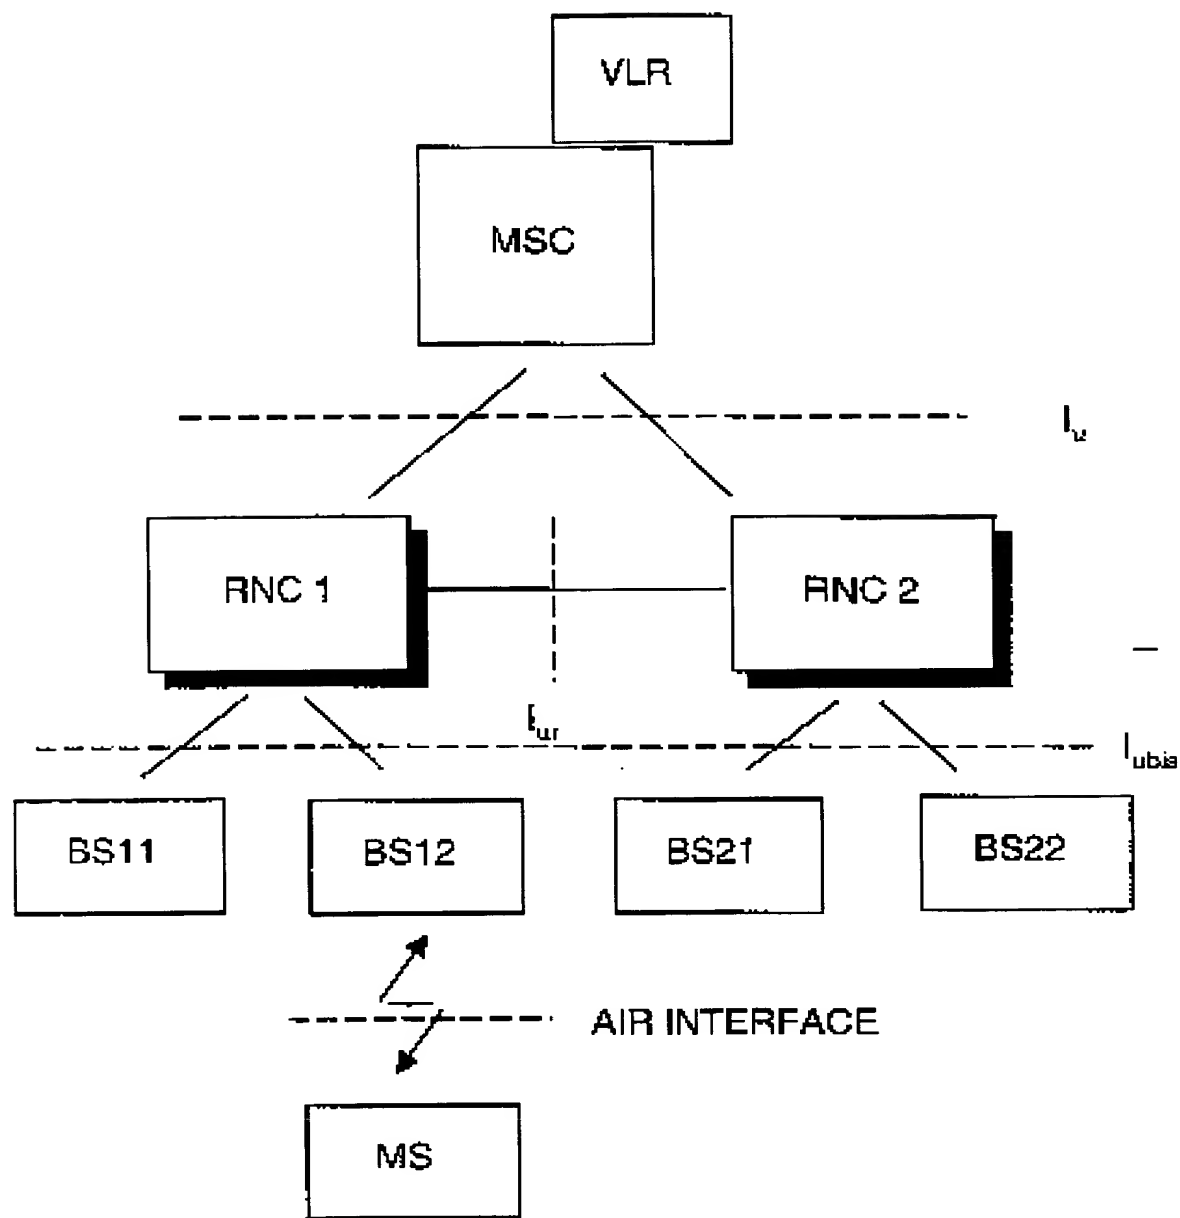 VLR
MSC
Iu
RNC 1
RNC 2
Iur
Iubis
BS11
BS12
BS21
BS22
AIR INTERFACE
MS